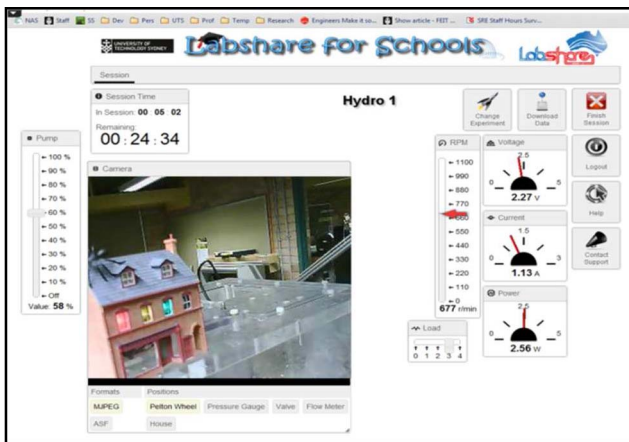 NAS Staff SS Dev Pers UTS Prof Temp Research Engineers Make it so... Show article - FEIT ... SRE Staff Hours Surv...
UNIVERSITY OF
TECHNOLOGY SYDNEY
Labshare for Schools
Labshare
Session
Session Time
In Session: 00 : 05 : 02
Remaining:
00 : 24 : 34
Hydro 1
Change
Experiment
Download
Data
Finish
Session
Pump
100 %
90 %
80 %
70 %
60 %
50 %
40 %
30 %
20 %
10 %
Off
Value: 58 %
Camera
Formats
MJPEG
ASF
Positions
Pelton Wheel Pressure Gauge Valve Flow Meter
House
RPM
1100
990
880
770
660
550
440
330
220
110
0
677 r/min
Load
0 1 2 3 4
Voltage
2.5
0 5
2.27 V
Current
1.5
0 3
1.13 A
Power
2.5
0 5
2.56 W
Logout
Help
Contact
Support